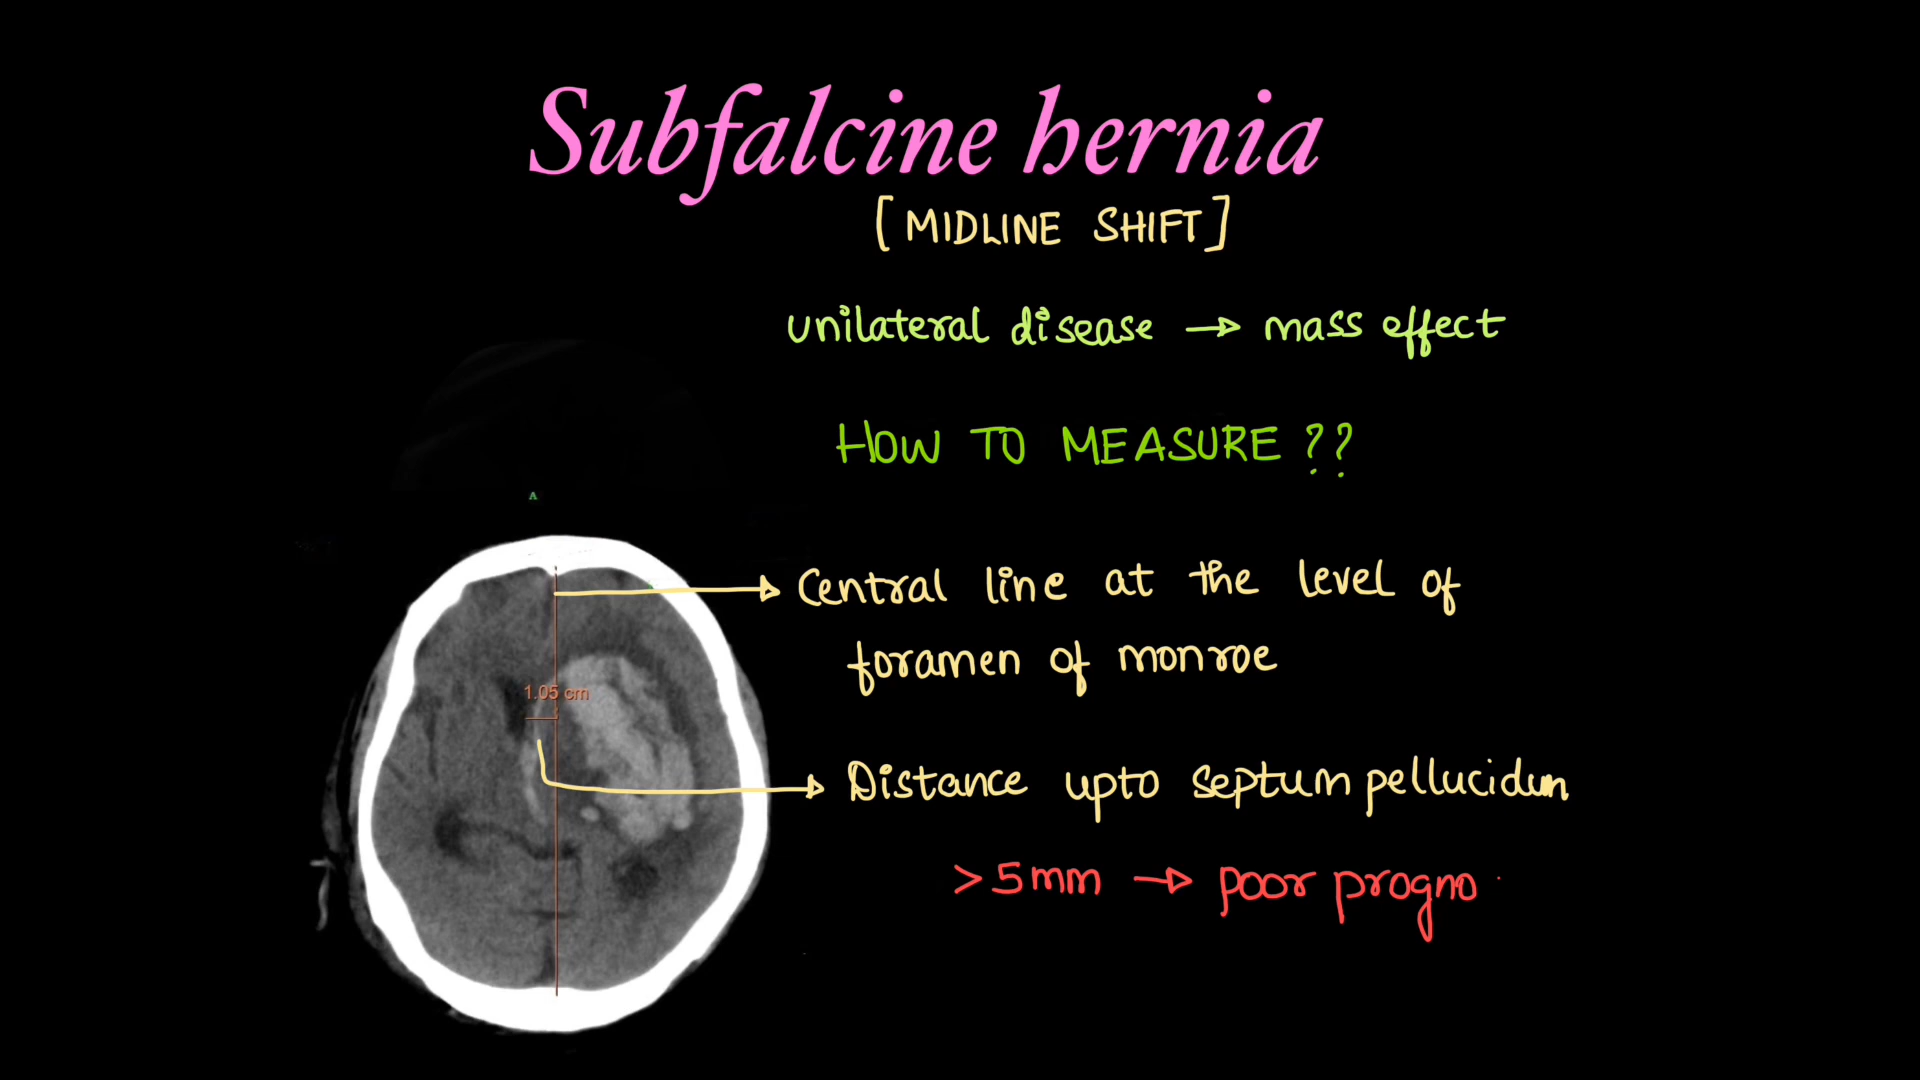 Subfalcine hernia
[MIDLINE SHIFT]
unilateral disease → mass effect
HOW TO MEASURE ??
A
Central line at the level of
foramen of monroe
1.05 cm
Distance upto septum pellucidum
>5mm → poor progno